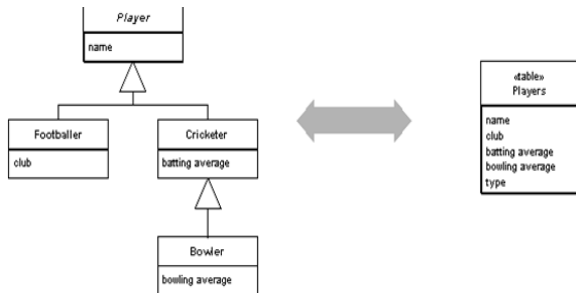 Player
name
Footballer
club
Cricketer
batting average
Bowler
bowling average
«table»
Players
name
club
batting average
bowling average
type